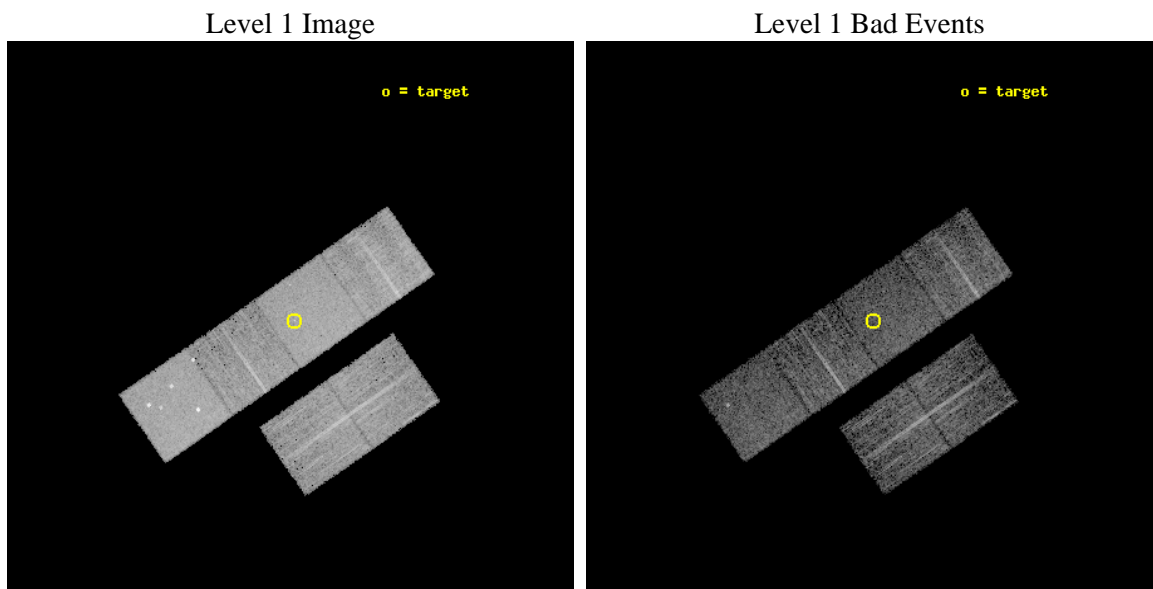 Level 1 Image
Level 1 Bad Events
o = target
o = target